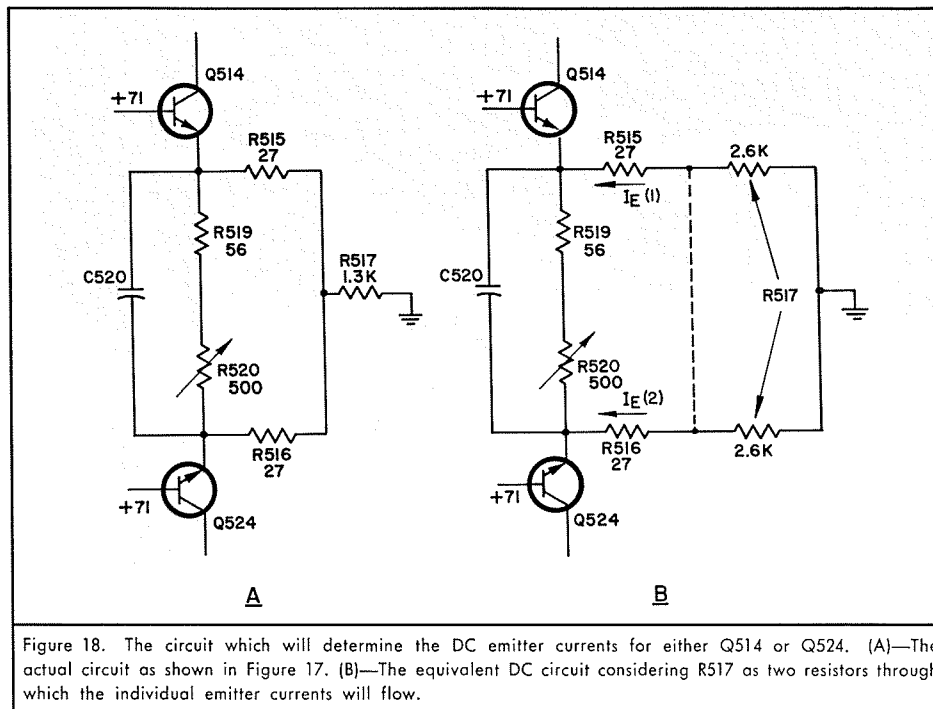 Q514
+71
R515
27
R519
56
C520
R517
1.3K
R520
500
R516
27
+71
Q524
A
Q514
+71
R515
27
2.6K
IE(1)
R519
56
C520
R517
R520
500
IE(2)
R516
27
2.6K
+71
Q524
B
Figure 18. The circuit which will determine the DC emitter currents for either Q514 or Q524. (A)—The
actual circuit as shown in Figure 17. (B)—The equivalent DC circuit considering R517 as two resistors through
which the individual emitter currents will flow.